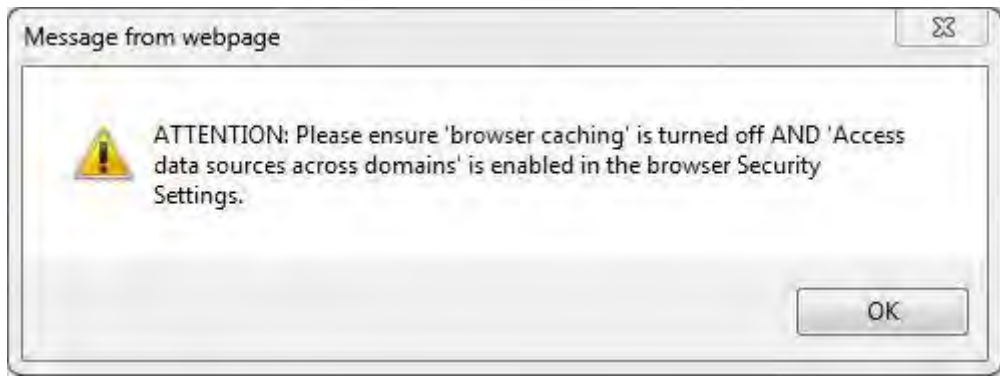 Message from webpage
ATTENTION: Please ensure 'browser caching' is turned off AND 'Access
data sources across domains' is enabled in the browser Security
Settings.
OK